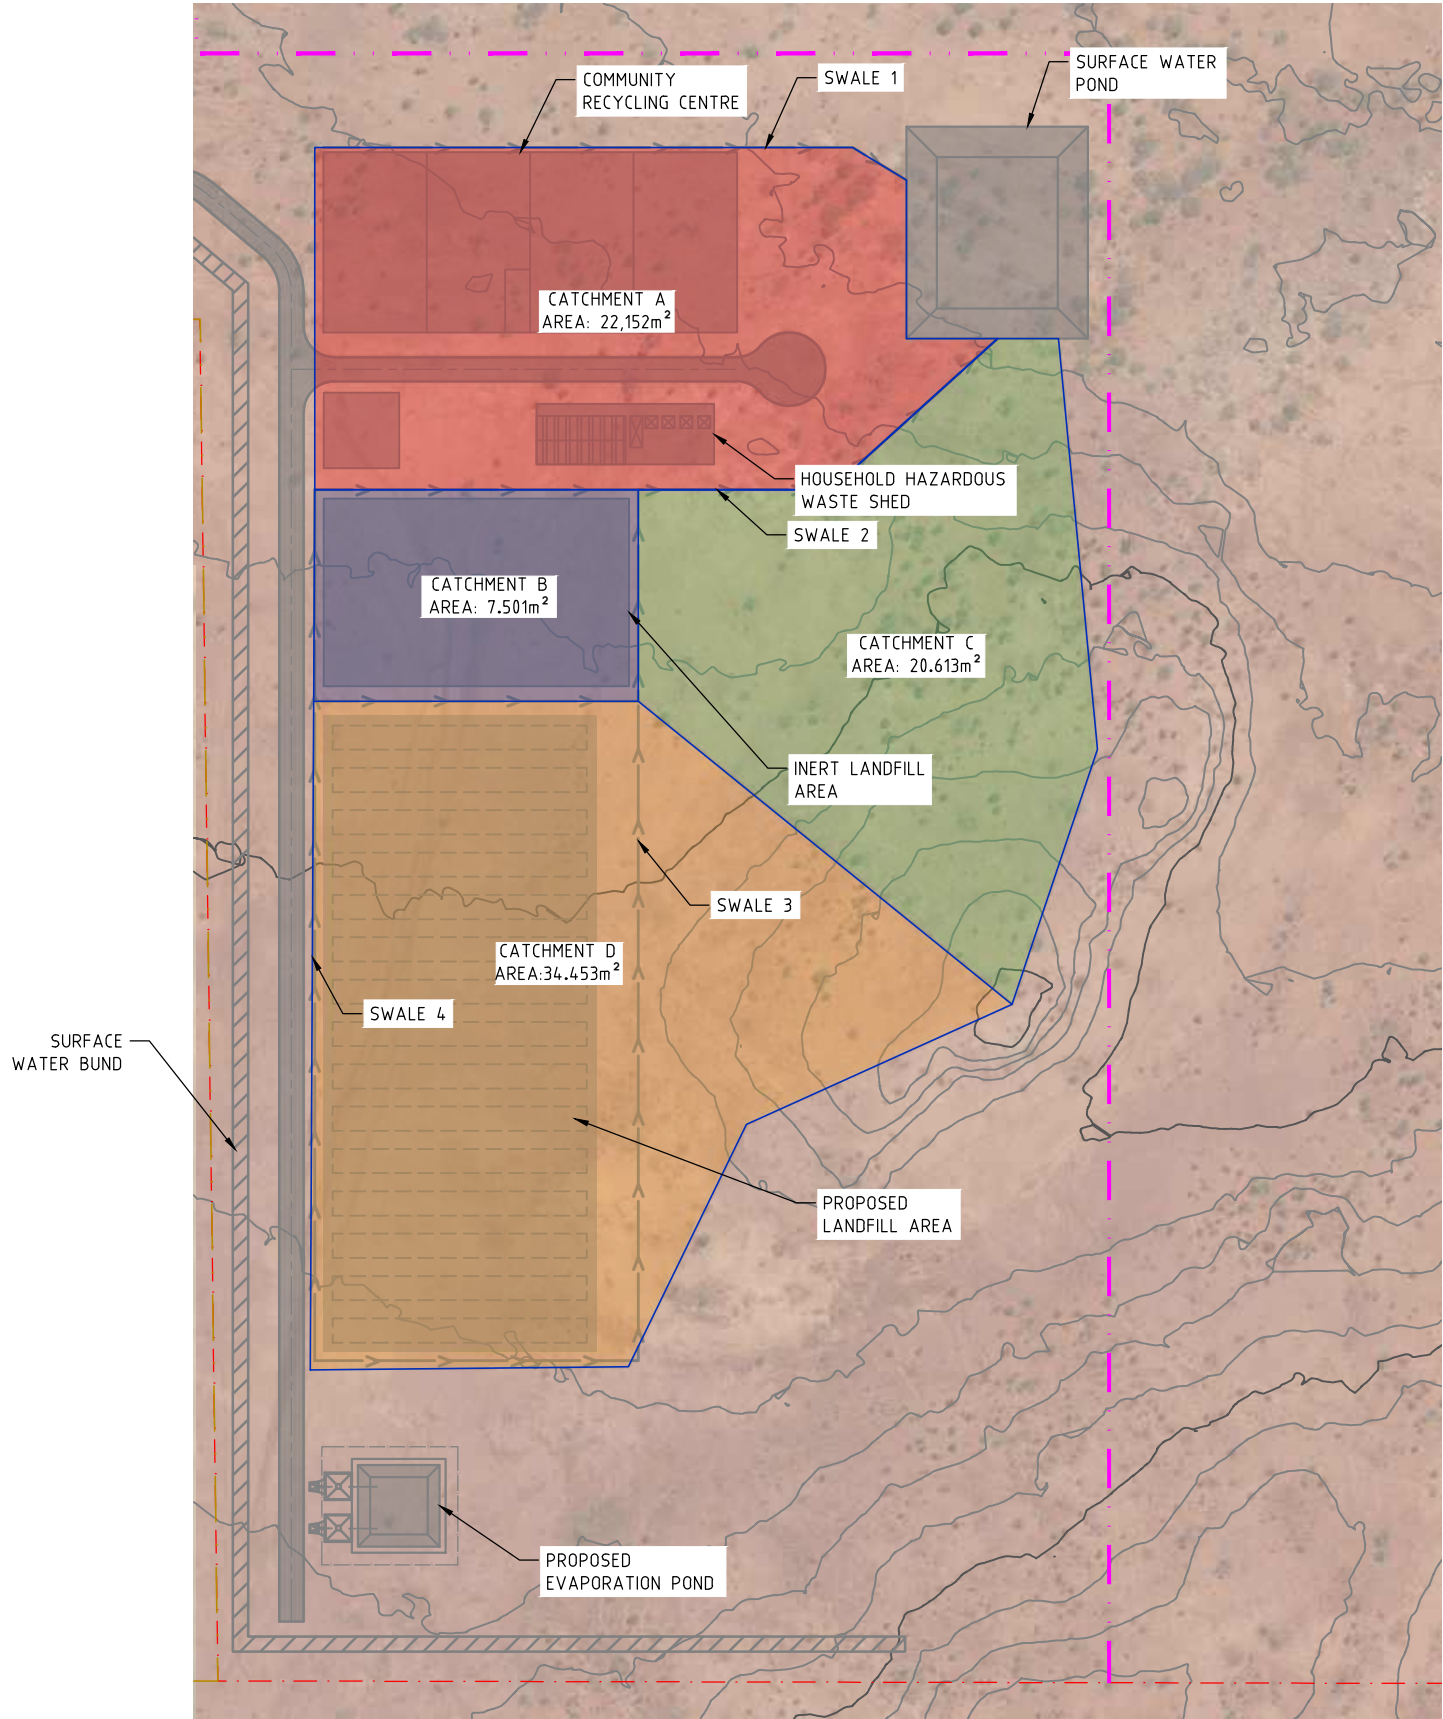 COMMUNITY
RECYCLING CENTRE
SWALE 1
SURFACE WATER
POND
CATCHMENT A
AREA: 22,152m²
HOUSEHOLD HAZARDOUS
WASTE SHED
SWALE 2
CATCHMENT B
AREA: 7.501m²
CATCHMENT C
AREA: 20.613m²
INERT LANDFILL
AREA
SWALE 3
CATCHMENT D
AREA:34.453m²
SWALE 4
SURFACE
WATER BUND
PROPOSED
LANDFILL AREA
PROPOSED
EVAPORATION POND